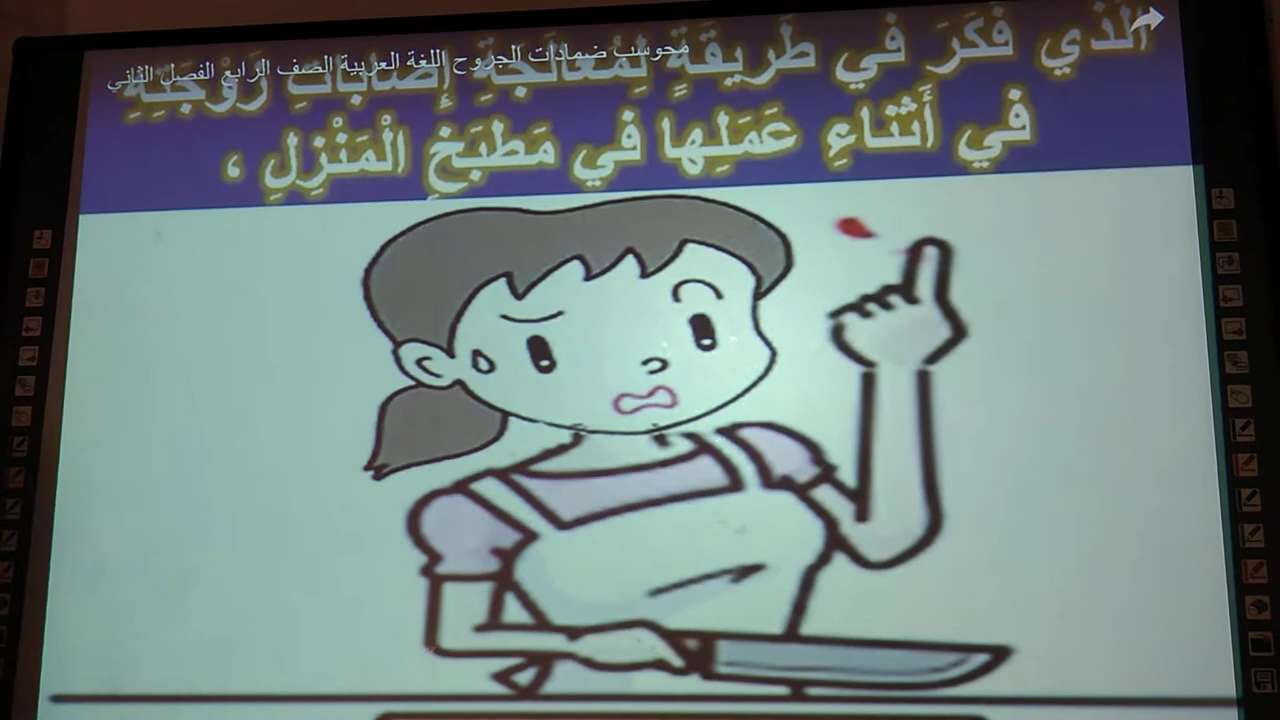 الَّذي فَكَّرَ في طَريقَةٍ لِمُعالَجَةِ إِصاباتِ زَوْجَتِهِ
محوسب ضمادات الجروح اللغة العربية الصف الرابع الفصل الثاني
في أَثْناءِ عَمَلِها في مَطبَخِ الْمَنْزِلِ ،